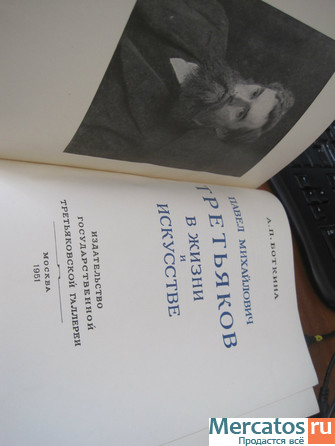 А. П. БОТКИНА
ПАВЕЛ МИХАЙЛОВИЧ
ТРЕТЬЯКОВ
В ЖИЗНИ
И
ИСКУССТВЕ
ИЗДАТЕЛЬСТВО
ГОСУДАРСТВЕННОЙ
ТРЕТЬЯКОВСКОЙ ГАЛЛЕРЕИ
МОСКВА
1951
Mercatos.ru
Продается всё